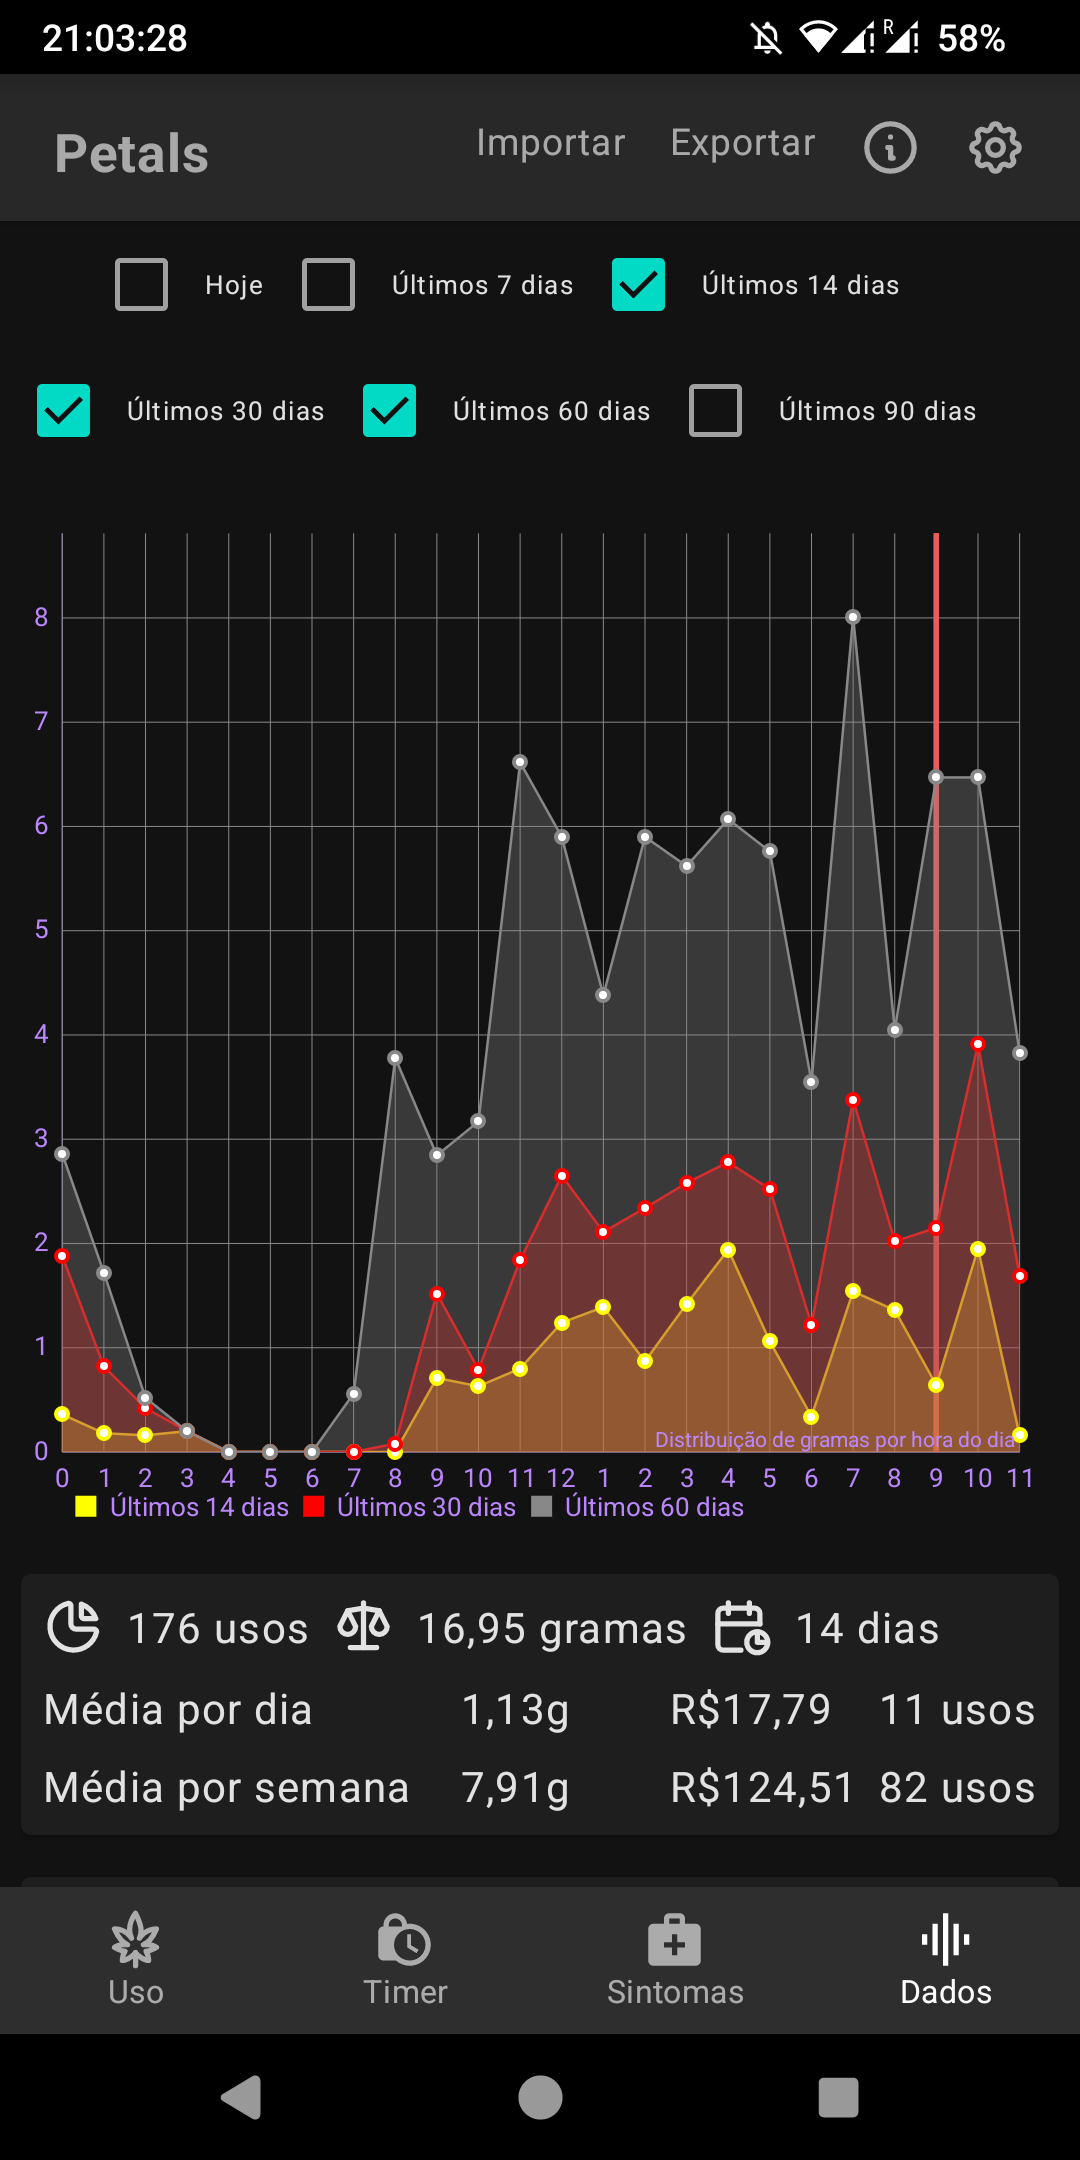 21:03:28 R 58%
Petals Importar Exportar
Hoje Últimos 7 dias Últimos 14 dias
Últimos 30 dias Últimos 60 dias Últimos 90 dias
8
7
6
5
4
3
2
1
0
Distribuição de gramas por hora do dia
0 1 2 3 4 5 6 7 8 9 10 11 12 1 2 3 4 5 6 7 8 9 10 11
Últimos 14 dias Últimos 30 dias Últimos 60 dias
176 usos 16,95 gramas 14 dias
Média por dia 1,13g R$17,79 11 usos
Média por semana 7,91g R$124,51 82 usos
Uso Timer Sintomas Dados